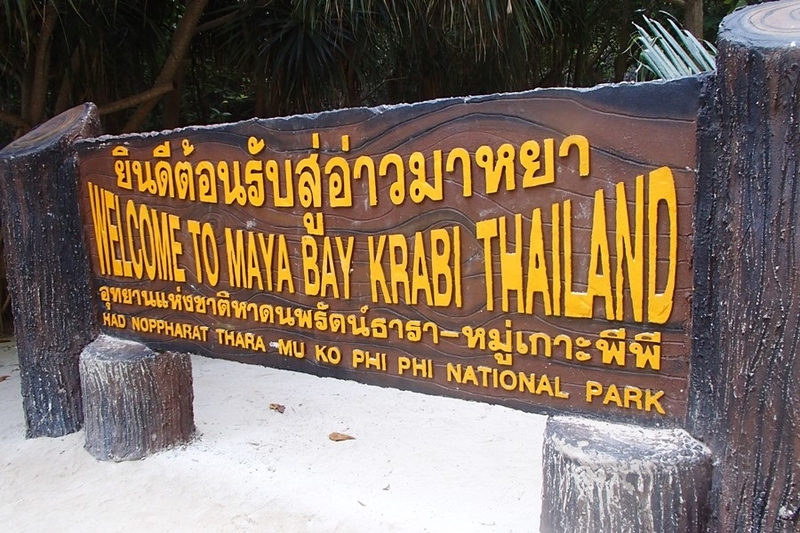 ยินดีต้อนรับสู่อ่าวมาหยา
WELCOME TO MAYA BAY KRABI THAILAND
อุทยานแห่งชาติหาดนพรัตน์ธารา-หมู่เกาะพีพี
HAD NOPPHARAT THARA-MU KO PHI PHI NATIONAL PARK